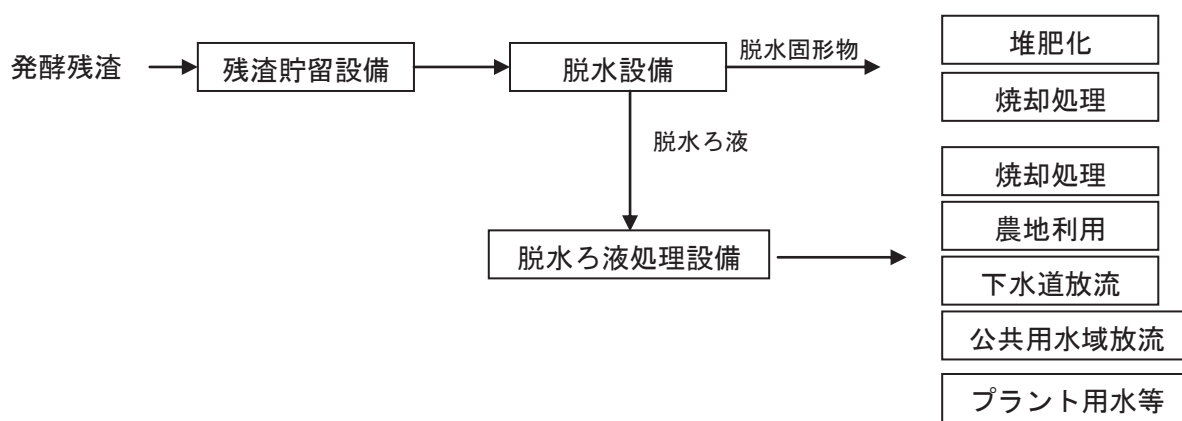 発酵残渣
残渣貯留設備
脱水設備
脱水固形物
堆肥化
焼却処理
脱水ろ液
脱水ろ液処理設備
焼却処理
農地利用
下水道放流
公共用水域放流
プラント用水等